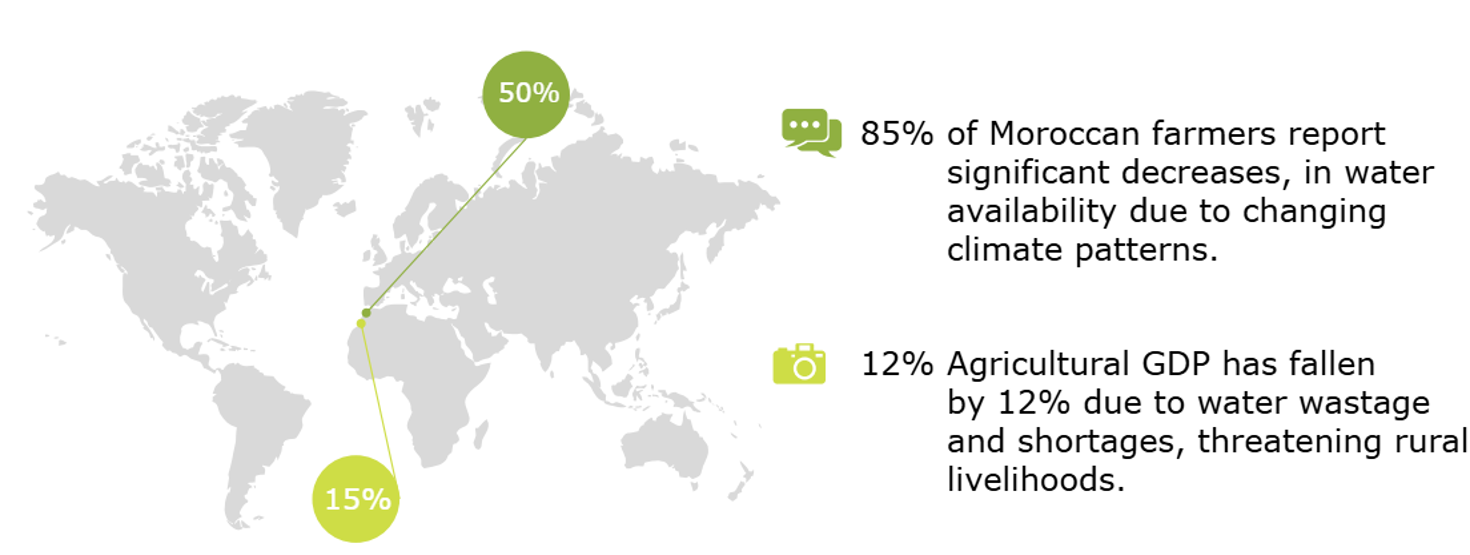 50%
85% of Moroccan farmers report
significant decreases, in water
availability due to changing
climate patterns.
12% Agricultural GDP has fallen
by 12% due to water wastage
and shortages, threatening rural
livelihoods.
15%